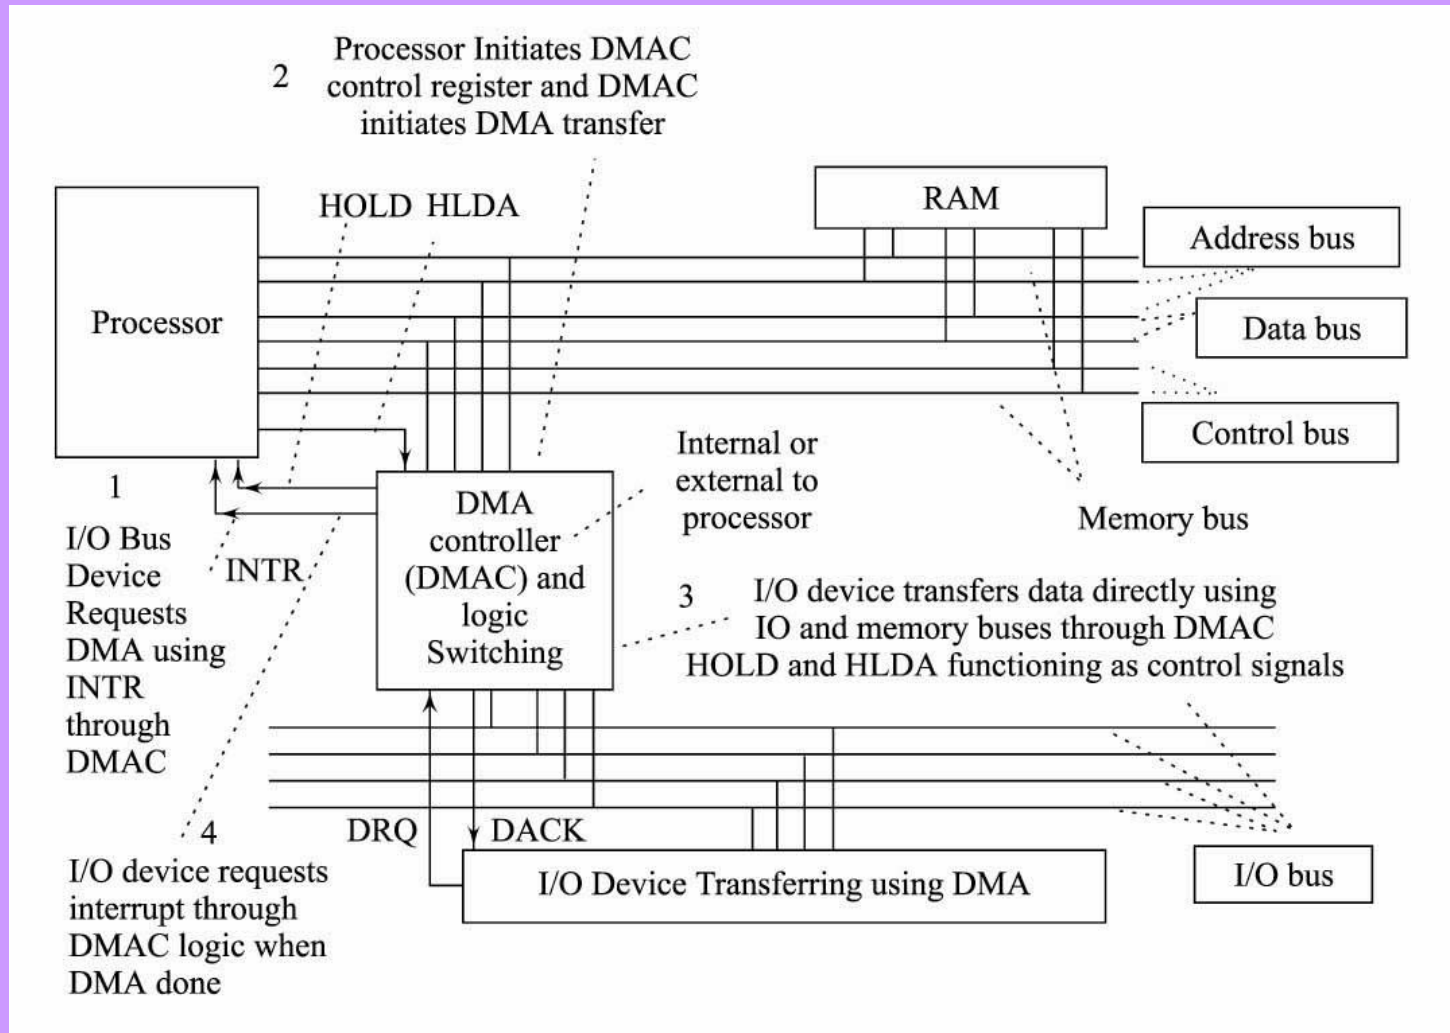 2
Processor Initiates DMAC
control register and DMAC
initiates DMA transfer
HOLD HLDA
RAM
Address bus
Processor
Data bus
Control bus
Internal or
external to
processor
Memory bus
1
I/O Bus
Device
Requests
DMA using
INTR
through
DMAC
INTR
DMA
controller
(DMAC) and
logic
Switching
3
I/O device transfers data directly using
IO and memory buses through DMAC
HOLD and HLDA functioning as control signals
4
I/O device requests
interrupt through
DMAC logic when
DMA done
DRQ
DACK
I/O Device Transferring using DMA
I/O bus